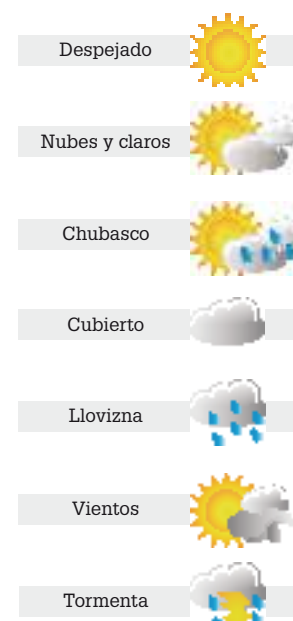 Despejado
Nubes y claros
Chubasco
Cubierto
Llovizna
Vientos
Tormenta